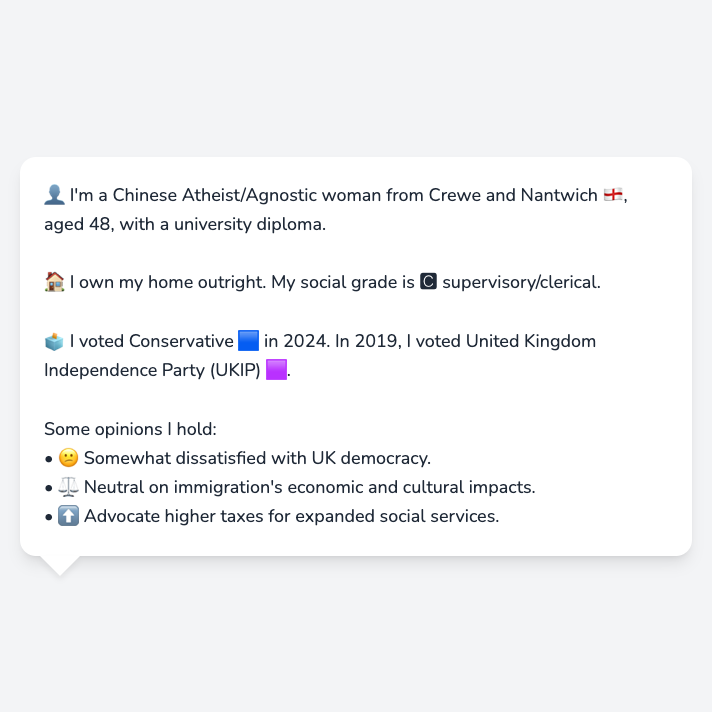 👤 I'm a Chinese Atheist/Agnostic woman from Crewe and Nantwich 🏴󠁧󠁢󠁥󠁮󠁧󠁿,
aged 48, with a university diploma.
🏠 I own my home outright. My social grade is 🅲 supervisory/clerical.
🗳️ I voted Conservative 🟦 in 2024. In 2019, I voted United Kingdom
Independence Party (UKIP) 🟪.
Some opinions I hold:
• 😕 Somewhat dissatisfied with UK democracy.
• ⚖️ Neutral on immigration's economic and cultural impacts.
• ⬆️ Advocate higher taxes for expanded social services.